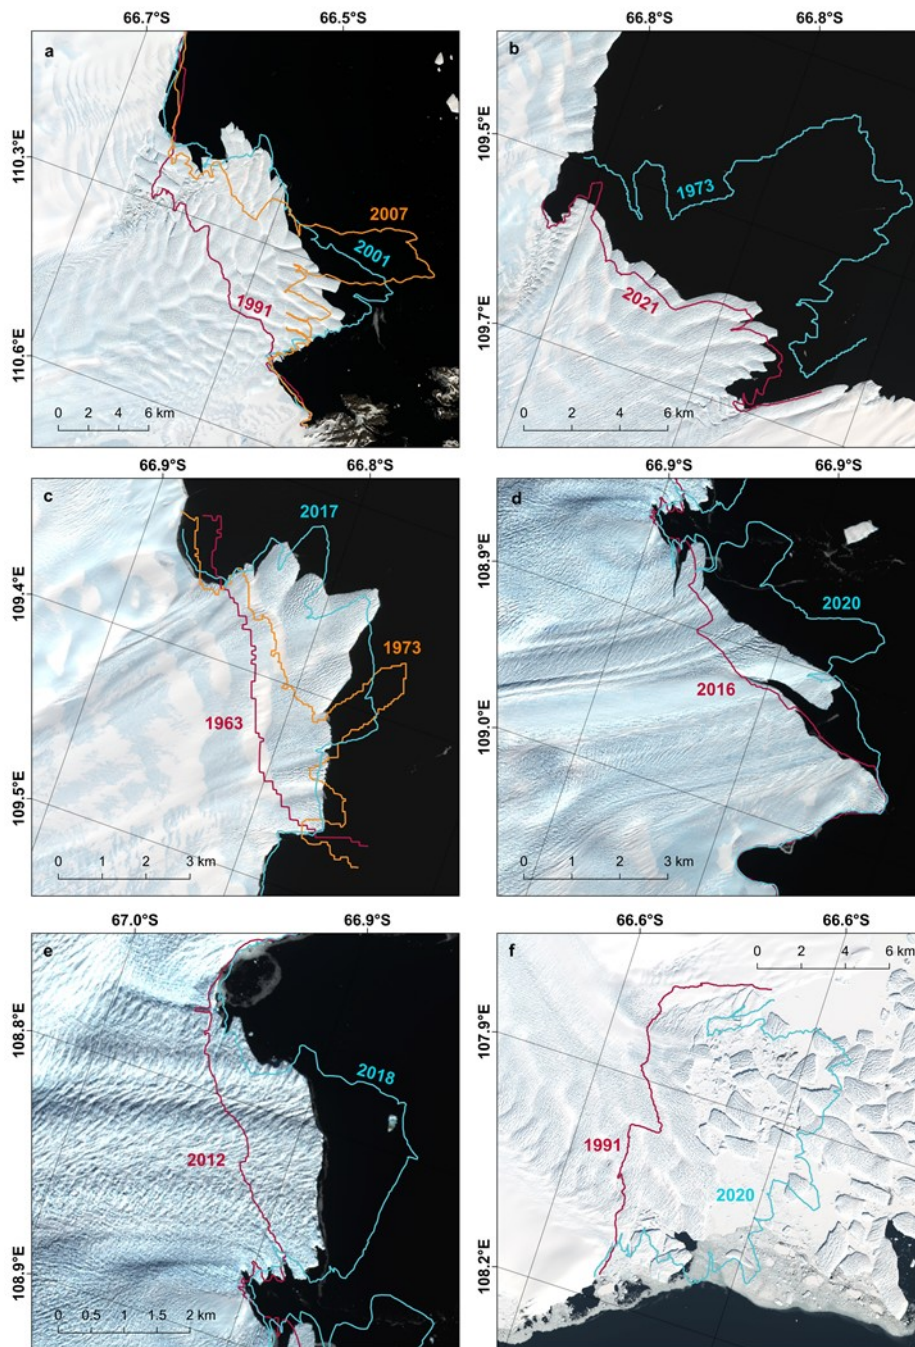 66.7°S 66.5°S
a
110.3°E
2007
2001
1991
110.6°E
0 2 4 6 km
66.8°S 66.8°S
b
109.5°E
1973
2021
109.7°E
0 2 4 6 km
66.9°S 66.8°S
c
2017
109.4°E
1973
1963
109.5°E
0 1 2 3 km
66.9°S 66.9°S
d
108.9°E
2020
2016
109.0°E
0 1 2 3 km
67.0°S 66.9°S
e
108.8°E
2018
2012
108.9°E
0 0.5 1 2 km
66.6°S 66.6°S
f
0 2 4 6 km
107.9°E
1991
2020
108.2°E